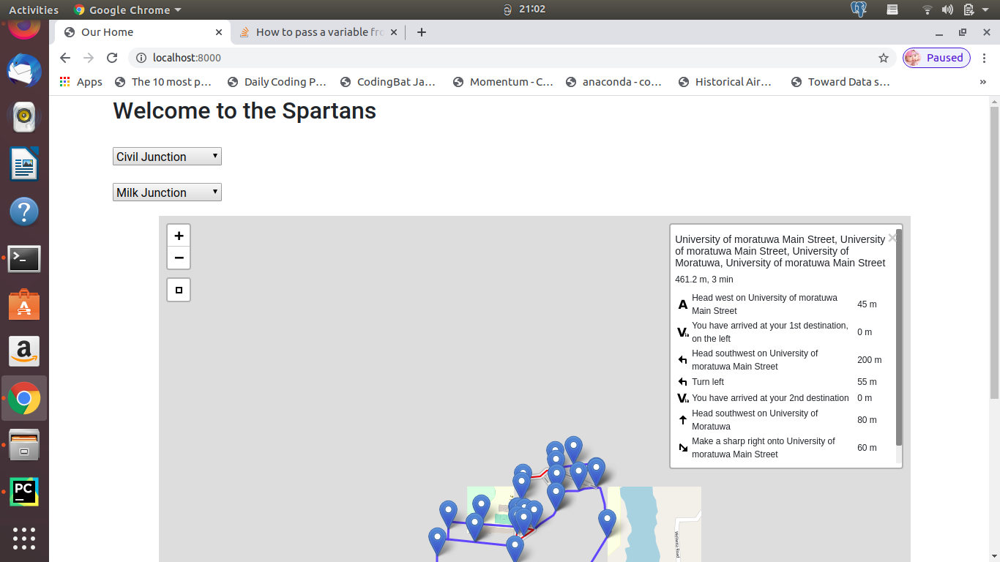 Activities
Google Chrome
21:02
Our Home
How to pass a variable fr
localhost:8000
Paused
Apps
The 10 most p…
Daily Coding P…
CodingBat Ja…
Momentum - C…
anaconda - co…
Historical Air…
Toward Data s…
»
Welcome to the Spartans
Civil Junction
Milk Junction
+
−
University of moratuwa Main Street, University
of moratuwa Main Street, University of
Moratuwa, University of moratuwa Main Street
461.2 m, 3 min
A Head west on University of moratuwa
Main Street
45 m
Via You have arrived at your 1st destination,
on the left
0 m
Head southwest on University of
moratuwa Main Street
200 m
Turn left 55 m
Via You have arrived at your 2nd destination 0 m
Head southwest on University of
Moratuwa
80 m
Make a sharp right onto University of
moratuwa Main Street
60 m
PC